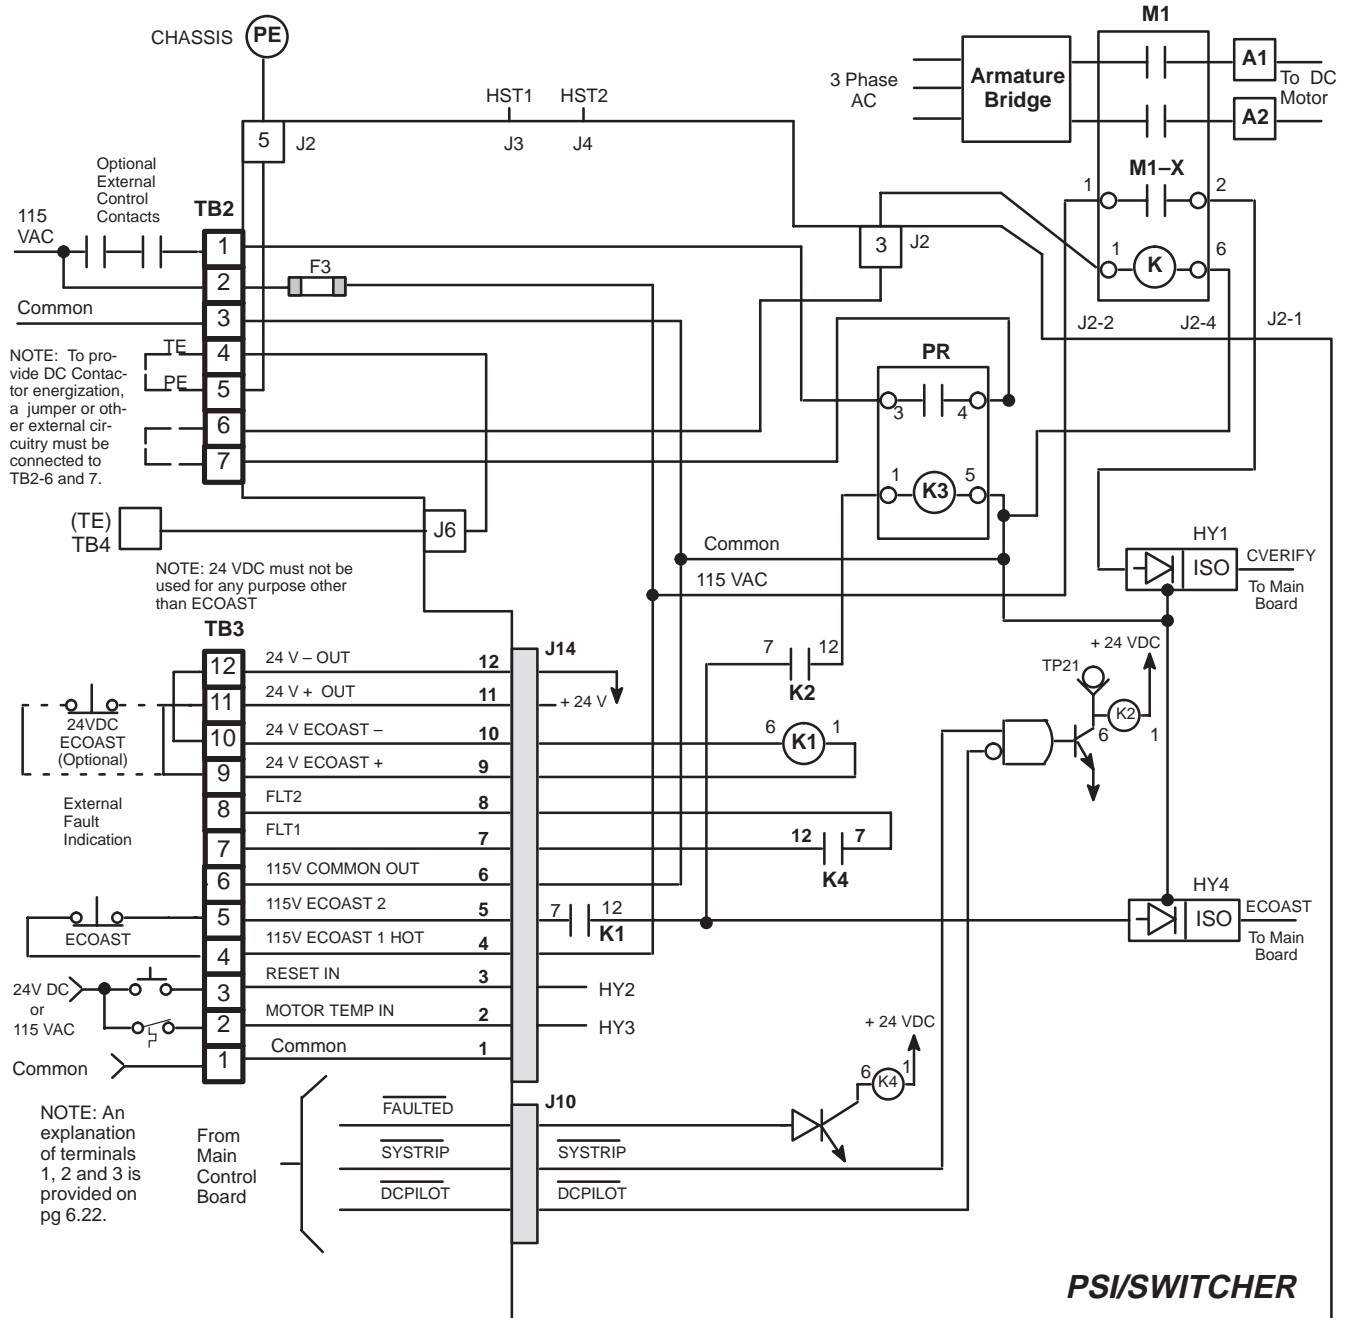 CHASSIS
PE
M1
HST1
HST2
3 Phase
AC
Armature
Bridge
A1
A2
To DC
Motor
5
J2
J3
J4
Optional
External
Control
Contacts
M1–X
1
2
115
VAC
TB2
1
2
3
4
5
6
7
F3
Common
3
J2
1
K
6
J2-2
J2-4
J2-1
NOTE: To pro-
vide DC Contac-
tor energization,
a jumper or oth-
er external cir-
cuitry must be
connected to
TB2-6 and 7.
TE
PE
PR
3
4
1
K3
5
(TE)
TB4
J6
Common
115 VAC
HY1
ISO
CVERIFY
To Main
Board
NOTE: 24 VDC must not be
used for any purpose other
than ECOAST
TB3
J14
12
24 V – OUT
12
11
24 V + OUT
11
+ 24 V
10
24 V ECOAST –
10
9
24 V ECOAST +
9
8
FLT2
8
7
FLT1
7
6
115V COMMON OUT
6
5
115V ECOAST 2
5
4
115V ECOAST 1 HOT
4
3
RESET IN
3
HY2
2
MOTOR TEMP IN
2
HY3
1
Common
1
24VDC
ECOAST
(Optional)
External
Fault
Indication
ECOAST
24V DC
or
115 VAC
Common
7
12
K2
6
K1
1
12
7
K4
7
12
K1
+ 24 VDC
TP21
K2
6
1
HY4
ISO
ECOAST
To Main
Board
+ 24 VDC
6
K4
1
NOTE: An
explanation
of terminals
1, 2 and 3 is
provided on
pg 6.22.
From
Main
Control
Board
J10
FAULTED
SYSTRIP
SYSTRIP
DCPILOT
DCPILOT
PSI/SWITCHER